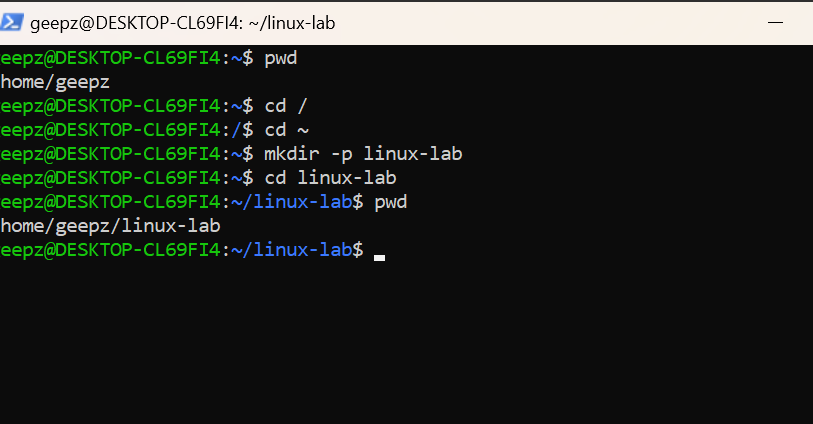 geepz@DESKTOP-CL69FI4: ~/linux-lab
eepz@DESKTOP-CL69FI4:~$ pwd
home/geepz
eepz@DESKTOP-CL69FI4:~$ cd /
eepz@DESKTOP-CL69FI4:/$ cd ~
eepz@DESKTOP-CL69FI4:~$ mkdir -p linux-lab
eepz@DESKTOP-CL69FI4:~$ cd linux-lab
eepz@DESKTOP-CL69FI4:~/linux-lab$ pwd
home/geepz/linux-lab
eepz@DESKTOP-CL69FI4:~/linux-lab$